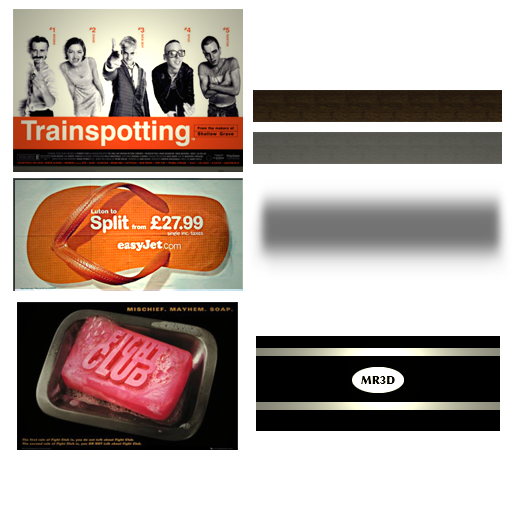 #1
#2
#3
#4
#5
Trainspotting
From the makers of
Shallow Grave
Luton to
Split from £27.99
single inc. taxes
easyJet.com
MISCHIEF. MAYHEM. SOAP.
FIGHT
CLUB
The first rule of Fight Club is, you do not talk about Fight Club.
The second rule of Fight Club is, you DO NOT talk about Fight Club.
MR3D